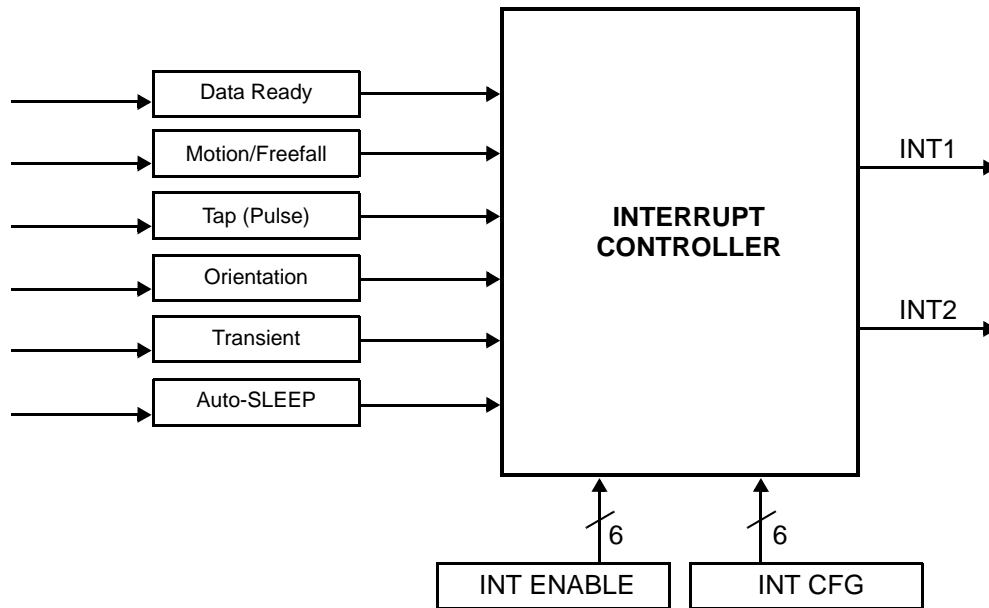 Data Ready
Motion/Freefall
Tap (Pulse)
Orientation
Transient
Auto-SLEEP
INTERRUPT
CONTROLLER
INT1
INT2
6
6
INT ENABLE
INT CFG